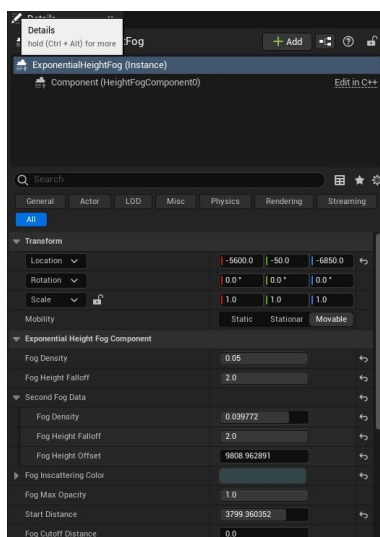 Details
Details
hold (Ctrl + Alt) for more
Fog
+ Add
ExponentialHeightFog (Instance)
Component (HeightFogComponent0)
Edit in C++
Search
General Actor LOD Misc Physics Rendering Streaming
All
Transform
Location -5600.0 -50.0 -6850.0
Rotation 0.0 ° 0.0 ° 0.0 °
Scale 1.0 1.0 1.0
Mobility Static Stationar Movable
Exponential Height Fog Component
Fog Density 0.05
Fog Height Falloff 2.0
Second Fog Data
Fog Density 0.039772
Fog Height Falloff 2.0
Fog Height Offset 9808.962891
Fog Inscattering Color
Fog Max Opacity 1.0
Start Distance 3799.360352
Fog Cutoff Distance 0.0